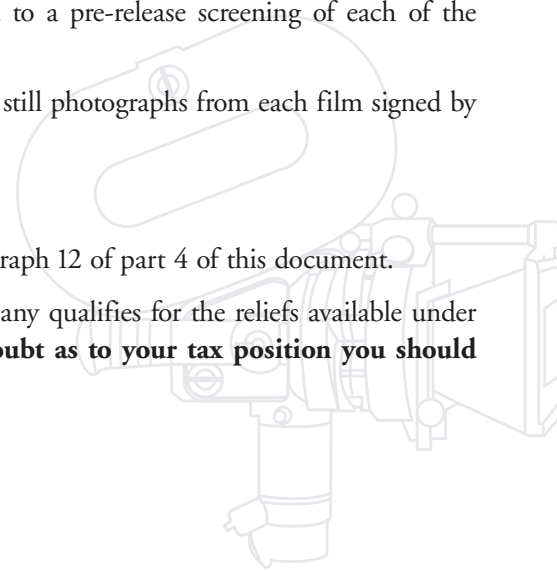 to a pre-release screening of each of the
still photographs from each film signed by
raph 12 of part 4 of this document.
any qualifies for the reliefs available under
oubt as to your tax position you should